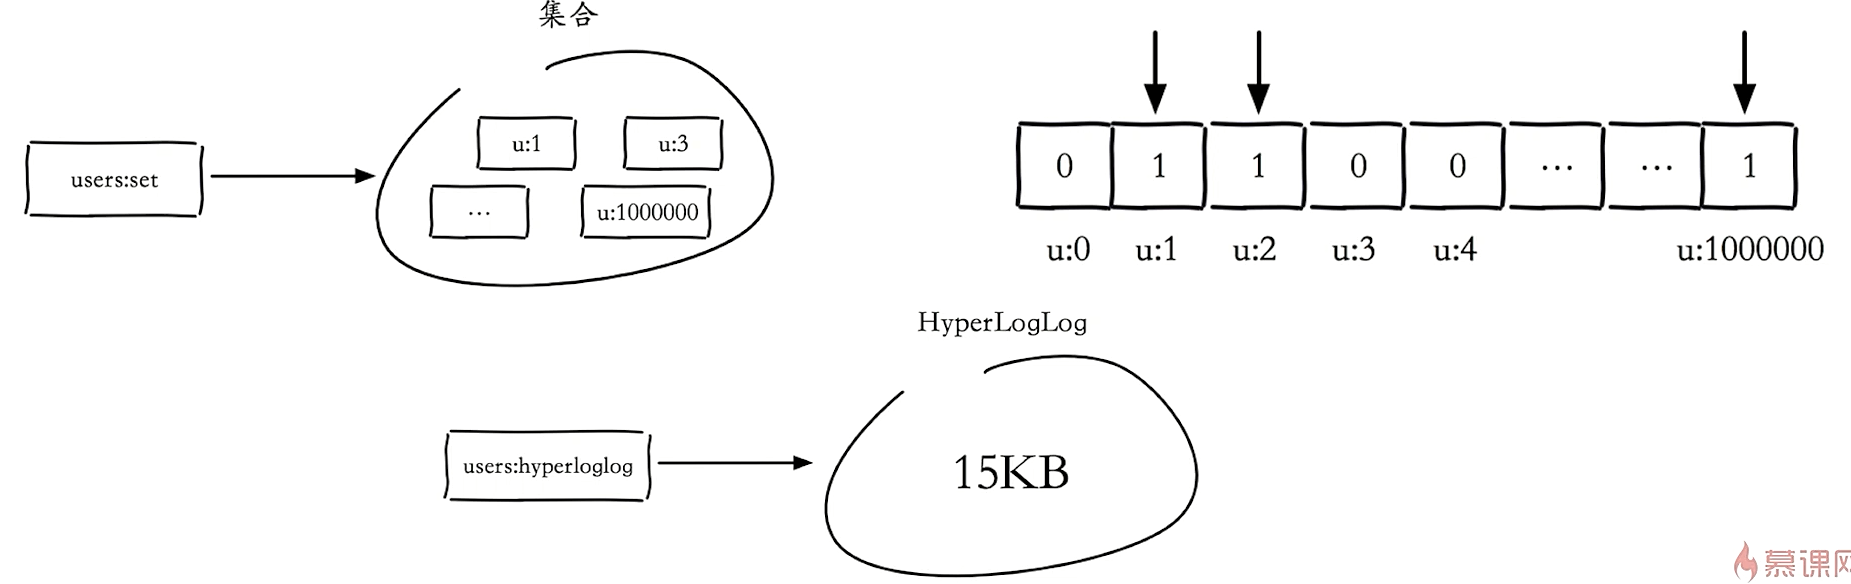 集合
users:set
u:1
u:3
...
u:1000000
0 1 1 0 0 ... ... 1
u:0 u:1 u:2 u:3 u:4 u:1000000
HyperLogLog
users:hyperloglog
15KB
慕课网